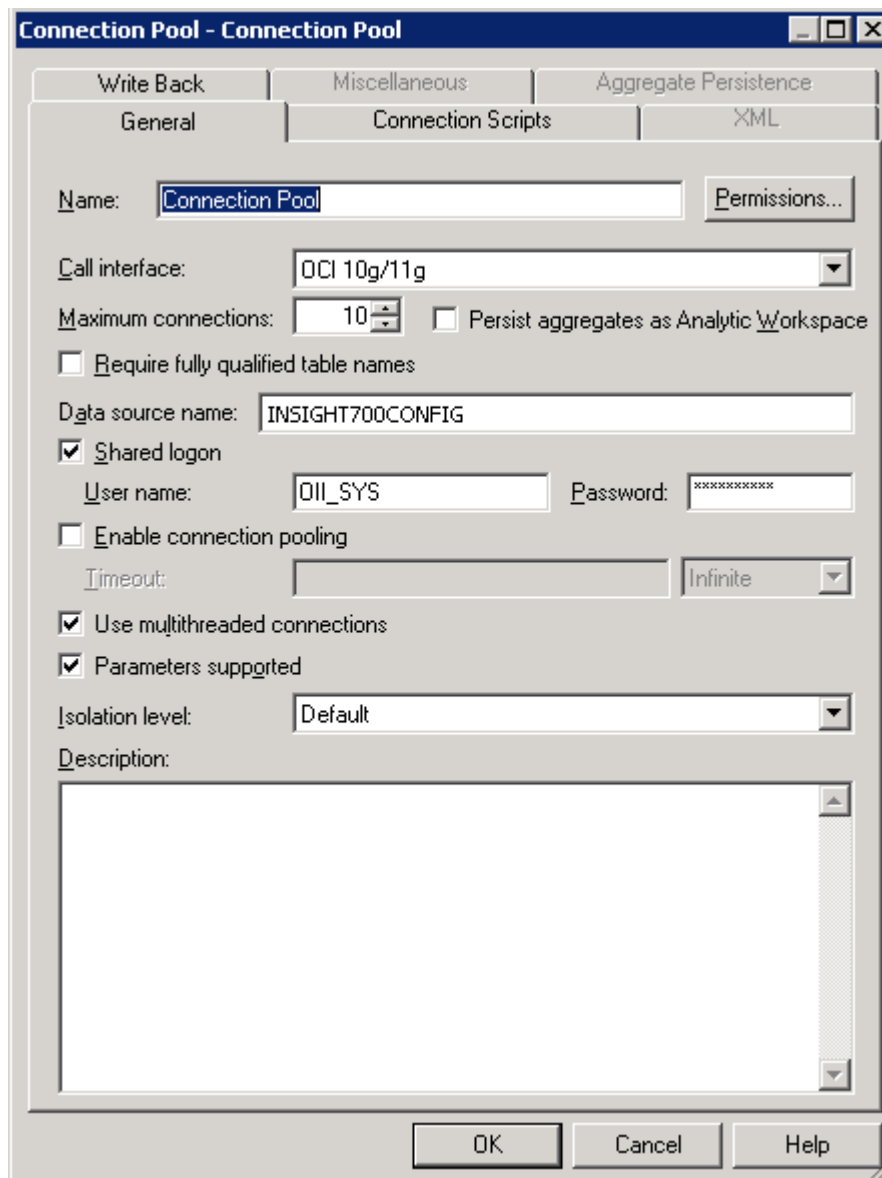 Connection Pool - Connection Pool
Write Back Miscellaneous Aggregate Persistence
General Connection Scripts XML
Name: Connection Pool Permissions...
Call interface: OCI 10g/11g
Maximum connections: 10 Persist aggregates as Analytic Workspace
Require fully qualified table names
Data source name: INSIGHT700CONFIG
Shared logon
User name: OII_SYS Password: **********
Enable connection pooling
Timeout: Infinite
Use multithreaded connections
Parameters supported
Isolation level: Default
Description:
OK Cancel Help